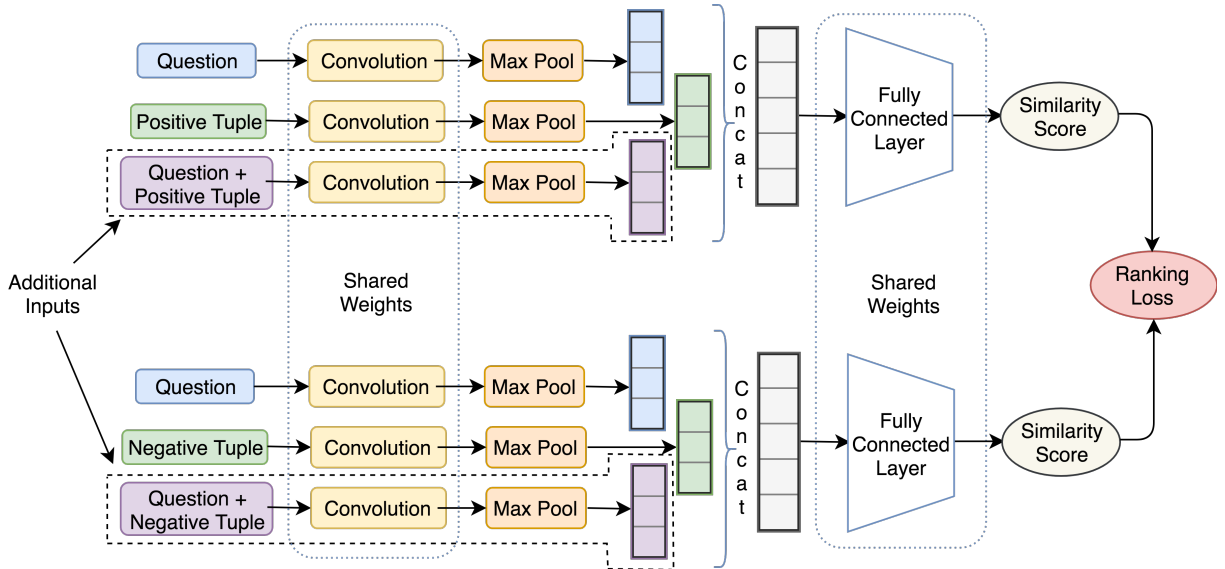 Question
Convolution
Max Pool
Positive Tuple
Convolution
Max Pool
Question +
Positive Tuple
Convolution
Max Pool
Concat
Fully
Connected
Layer
Similarity
Score
Additional
Inputs
Shared
Weights
Shared
Weights
Ranking
Loss
Question
Convolution
Max Pool
Negative Tuple
Convolution
Max Pool
Question +
Negative Tuple
Convolution
Max Pool
Concat
Fully
Connected
Layer
Similarity
Score